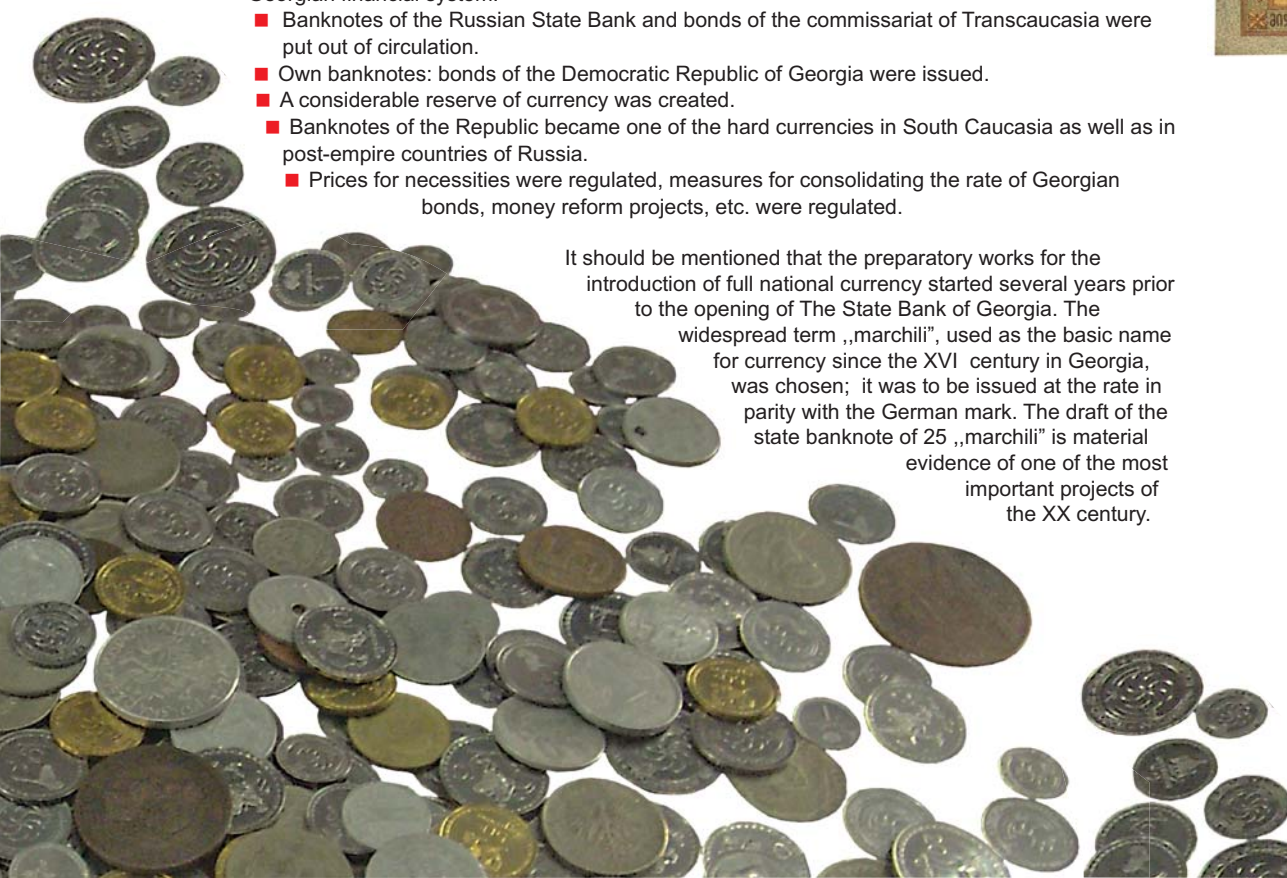 Georgian financial system:
■ Banknotes of the Russian State Bank and bonds of the commissariat of Transcaucasia were
put out of circulation.
■ Own banknotes: bonds of the Democratic Republic of Georgia were issued.
■ A considerable reserve of currency was created.
■ Banknotes of the Republic became one of the hard currencies in South Caucasia as well as in
post-empire countries of Russia.
■ Prices for necessities were regulated, measures for consolidating the rate of Georgian
bonds, money reform projects, etc. were regulated.
It should be mentioned that the preparatory works for the
introduction of full national currency started several years prior
to the opening of The State Bank of Georgia. The
widespread term ,,marchili”, used as the basic name
for currency since the XVI century in Georgia,
was chosen; it was to be issued at the rate in
parity with the German mark. The draft of the
state banknote of 25 ,,marchili” is material
evidence of one of the most
important projects of
the XX century.